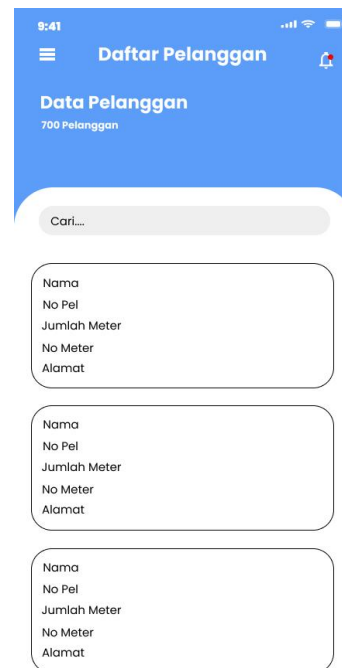 9:41
Daftar Pelanggan
Data Pelanggan
700 Pelanggan
Cari....
Nama
No Pel
Jumlah Meter
No Meter
Alamat
Nama
No Pel
Jumlah Meter
No Meter
Alamat
Nama
No Pel
Jumlah Meter
No Meter
Alamat